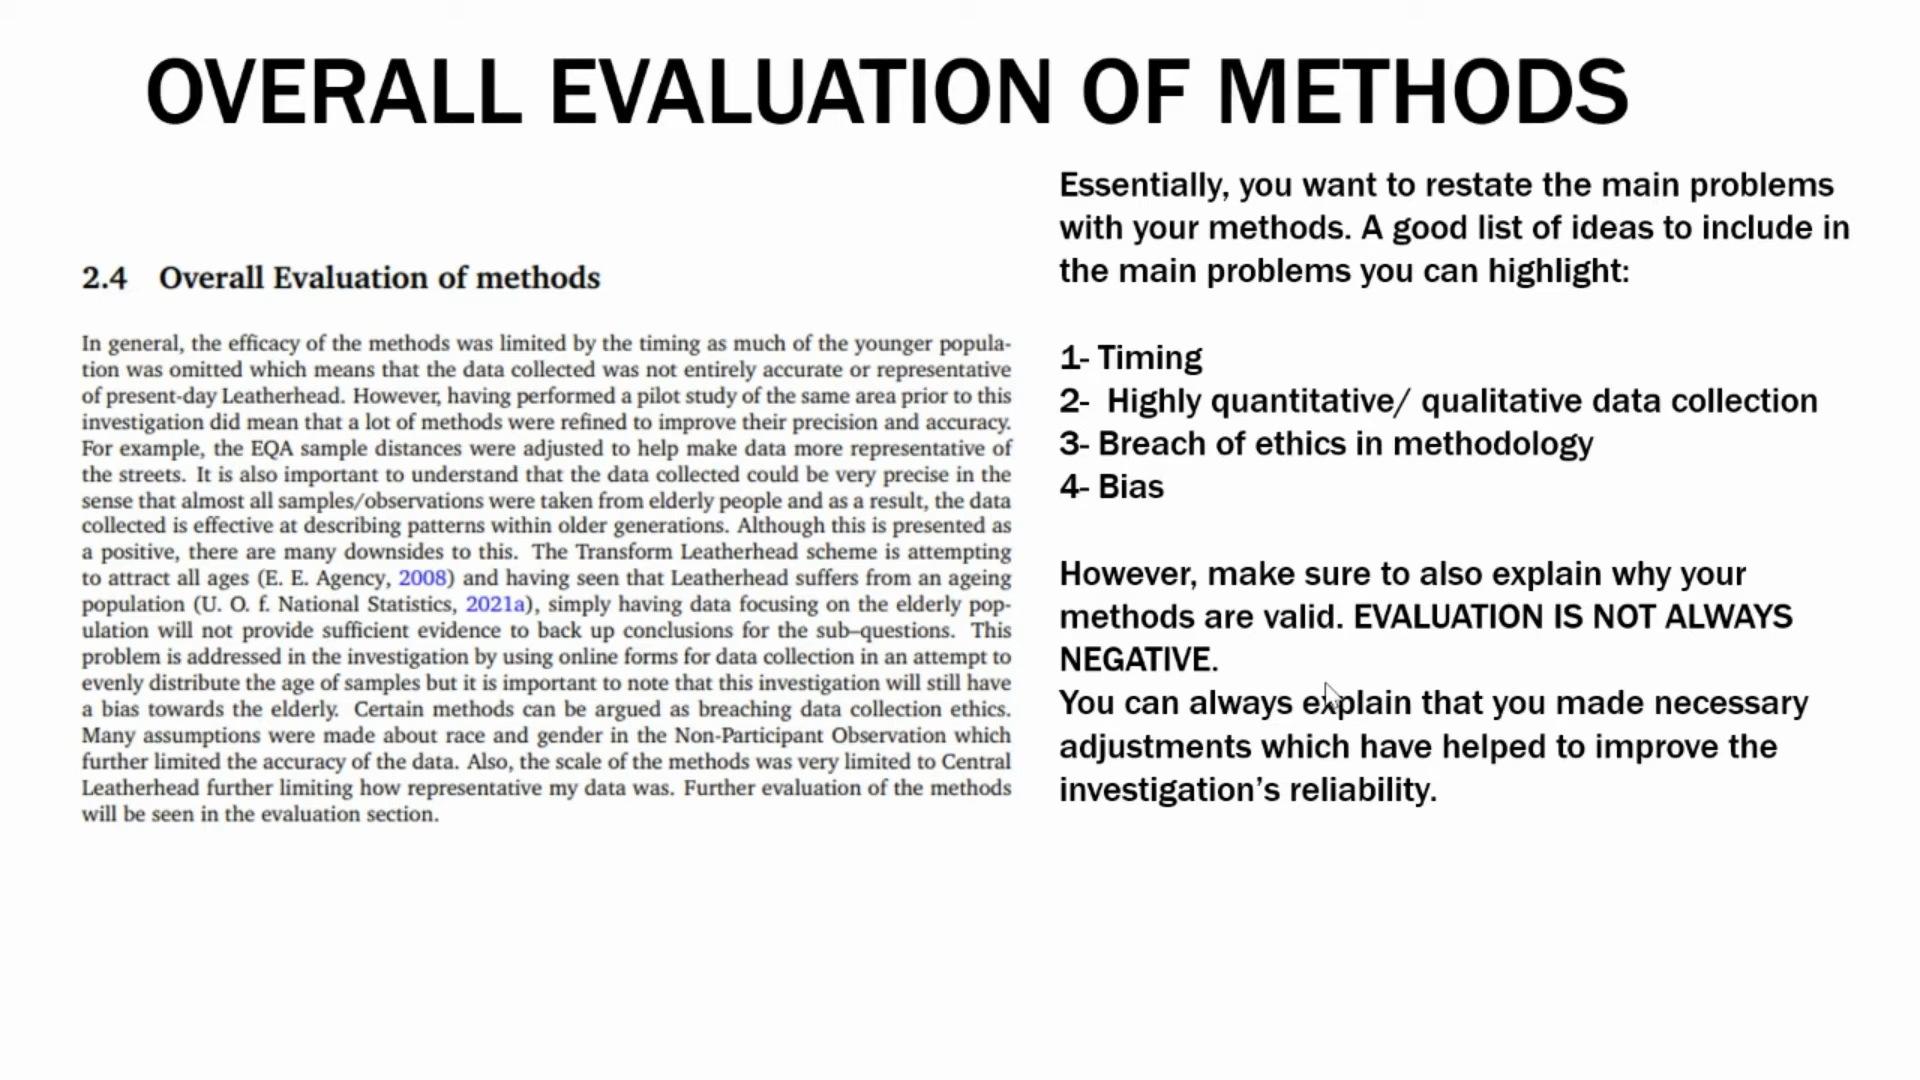 OVERALL EVALUATION OF METHODS
2.4 Overall Evaluation of methods
In general, the efficacy of the methods was limited by the timing as much of the younger popula-
tion was omitted which means that the data collected was not entirely accurate or representative
of present-day Leatherhead. However, having performed a pilot study of the same area prior to this
investigation did mean that a lot of methods were refined to improve their precision and accuracy.
For example, the EQA sample distances were adjusted to help make data more representative of
the streets. It is also important to understand that the data collected could be very precise in the
sense that almost all samples/observations were taken from elderly people and as a result, the data
collected is effective at describing patterns within older generations. Although this is presented as
a positive, there are many downsides to this. The Transform Leatherhead scheme is attempting
to attract all ages (E. E. Agency, 2008) and having seen that Leatherhead suffers from an ageing
population (U. O. f. National Statistics, 2021a), simply having data focusing on the elderly pop-
ulation will not provide sufficient evidence to back up conclusions for the sub–questions. This
problem is addressed in the investigation by using online forms for data collection in an attempt to
evenly distribute the age of samples but it is important to note that this investigation will still have
a bias towards the elderly. Certain methods can be argued as breaching data collection ethics.
Many assumptions were made about race and gender in the Non-Participant Observation which
further limited the accuracy of the data. Also, the scale of the methods was very limited to Central
Leatherhead further limiting how representative my data was. Further evaluation of the methods
will be seen in the evaluation section.
Essentially, you want to restate the main problems
with your methods. A good list of ideas to include in
the main problems you can highlight:
1- Timing
2- Highly quantitative/ qualitative data collection
3- Breach of ethics in methodology
4- Bias
However, make sure to also explain why your
methods are valid. EVALUATION IS NOT ALWAYS
NEGATIVE.
You can always explain that you made necessary
adjustments which have helped to improve the
investigation's reliability.